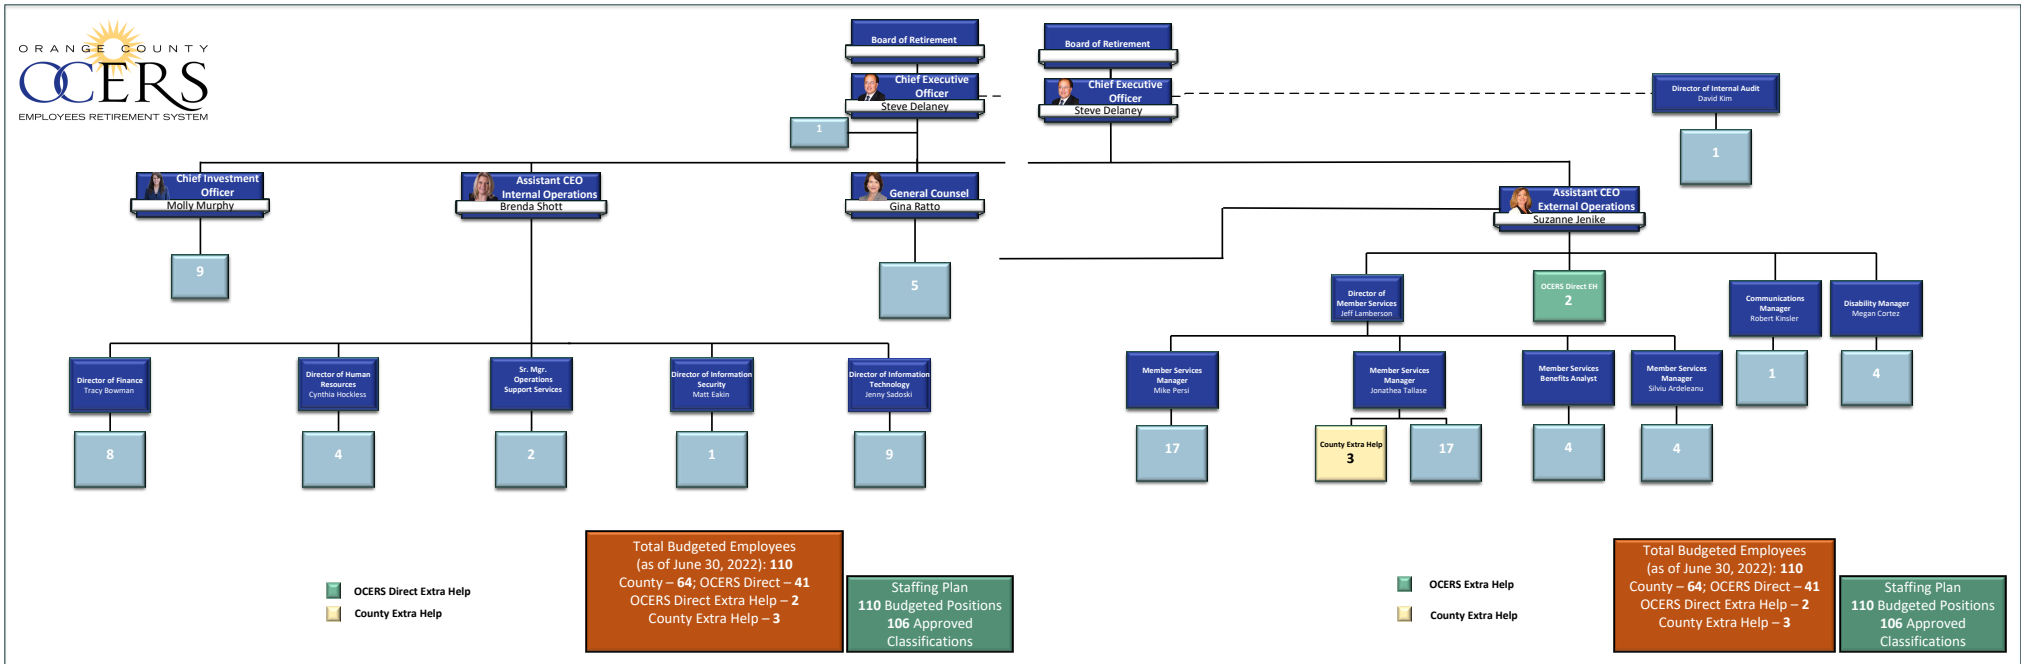 ORANGE COUNTY
OCERS
EMPLOYEES RETIREMENT SYSTEM
Board of Retirement
Chief Executive
Officer
Steve Delaney
1
Chief Investment
Officer
Molly Murphy
9
Assistant CEO
Internal Operations
Brenda Shott
General Counsel
Gina Ratto
5
Director of Finance
Tracy Bowman
8
Director of Human
Resources
Cynthia Hockless
4
Sr. Mgr.
Operations
Support Services
2
Director of Information
Security
Matt Eakin
1
Director of Information
Technology
Jenny Sadoski
9
OCERS Direct Extra Help
County Extra Help
Total Budgeted Employees
(as of June 30, 2022): 110
County – 64; OCERS Direct – 41
OCERS Direct Extra Help – 2
County Extra Help – 3
Staffing Plan
110 Budgeted Positions
106 Approved
Classifications
Board of Retirement
Chief Executive
Officer
Steve Delaney
Director of Internal Audit
David Kim
1
Assistant CEO
External Operations
Suzanne Jenike
Director of
Member Services
Jeff Lamberson
OCERS Direct EH
2
Communications
Manager
Robert Kinsler
1
Disability Manager
Megan Cortez
4
Member Services
Manager
Mike Persi
17
Member Services
Manager
Jonathea Tallase
County Extra Help
3
17
Member Services
Benefits Analyst
4
Member Services
Manager
Silviu Ardeleanu
4
OCERS Extra Help
County Extra Help
Total Budgeted Employees
(as of June 30, 2022): 110
County – 64; OCERS Direct – 41
OCERS Direct Extra Help – 2
County Extra Help – 3
Staffing Plan
110 Budgeted Positions
106 Approved
Classifications